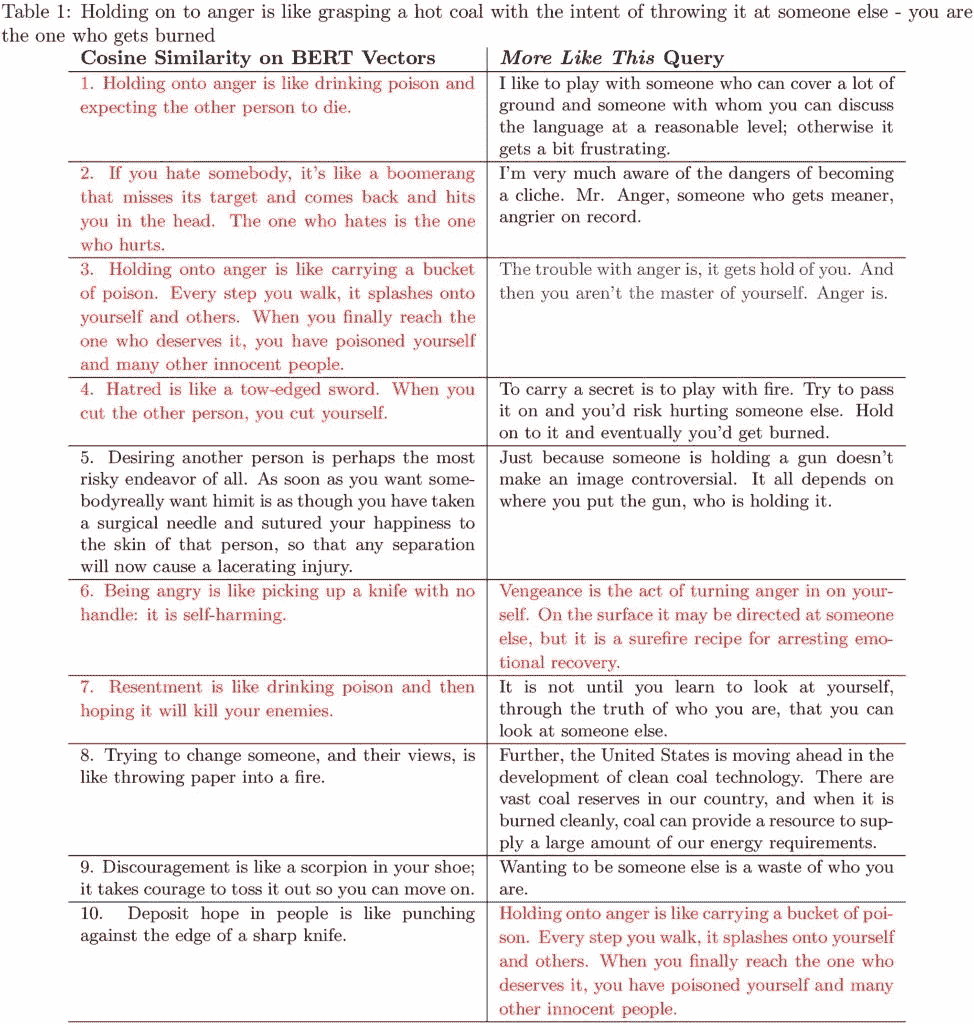 Table 1: Holding on to anger is like grasping a hot coal with the intent of throwing it at someone else - you are
the one who gets burned
Cosine Similarity on BERT Vectors
More Like This Query
1. Holding onto anger is like drinking poison and
expecting the other person to die.
I like to play with someone who can cover a lot of
ground and someone with whom you can discuss
the language at a reasonable level; otherwise it
gets a bit frustrating.
2. If you hate somebody, it's like a boomerang
that misses its target and comes back and hits
you in the head. The one who hates is the one
who hurts.
I'm very much aware of the dangers of becoming
a cliche. Mr. Anger, someone who gets meaner,
angrier on record.
3. Holding onto anger is like carrying a bucket
of poison. Every step you walk, it splashes onto
yourself and others. When you finally reach the
one who deserves it, you have poisoned yourself
and many other innocent people.
The trouble with anger is, it gets hold of you. And
then you aren't the master of yourself. Anger is.
4. Hatred is like a tow-edged sword. When you
cut the other person, you cut yourself.
To carry a secret is to play with fire. Try to pass
it on and you'd risk hurting someone else. Hold
on to it and eventually you'd get burned.
5. Desiring another person is perhaps the most
risky endeavor of all. As soon as you want some-
bodyreally want himit is as though you have taken
a surgical needle and sutured your happiness to
the skin of that person, so that any separation
will now cause a lacerating injury.
Just because someone is holding a gun doesn't
make an image controversial. It all depends on
where you put the gun, who is holding it.
6. Being angry is like picking up a knife with no
handle: it is self-harming.
Vengeance is the act of turning anger in on your-
self. On the surface it may be directed at someone
else, but it is a surefire recipe for arresting emo-
tional recovery.
7. Resentment is like drinking poison and then
hoping it will kill your enemies.
It is not until you learn to look at yourself,
through the truth of who you are, that you can
look at someone else.
8. Trying to change someone, and their views, is
like throwing paper into a fire.
Further, the United States is moving ahead in the
development of clean coal technology. There are
vast coal reserves in our country, and when it is
burned cleanly, coal can provide a resource to sup-
ply a large amount of our energy requirements.
9. Discouragement is like a scorpion in your shoe;
it takes courage to toss it out so you can move on.
Wanting to be someone else is a waste of who you
are.
10. Deposit hope in people is like punching
against the edge of a sharp knife.
Holding onto anger is like carrying a bucket of poi-
son. Every step you walk, it splashes onto yourself
and others. When you finally reach the one who
deserves it, you have poisoned yourself and many
other innocent people.